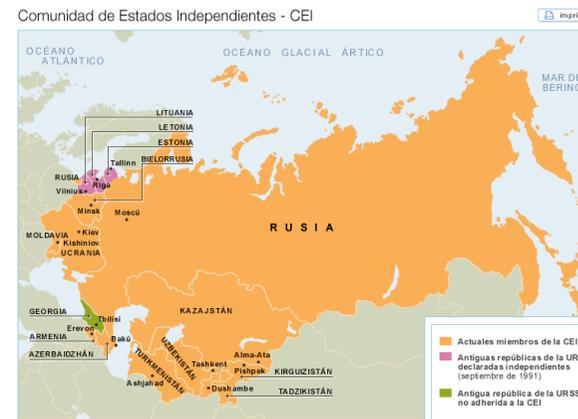 Comunidad de Estados Independientes - CEI
impri
OCÉANO
ATLÁNTICO
OCÉANO GLACIAL ÁRTICO
MAR DE
BERING
LITUANIA
LETONIA
ESTONIA
Tallinn
BIELORRUSIA
RUSIA
Riga
Vilnius
Minsk
Moscú
RUSIA
MOLDAVIA
Kiev
Kishiniov
UCRANIA
GEORGIA
Tbilisi
KAZAJSTÁN
Erevon
ARMENIA
Bakú
AZERBAIDZHÁN
UZBEKISTÁN
TURKMENISTÁN
Alma-Ata
Tashkent
Pishpek
KIRGUIZISTÁN
Ashjahad
Dushambe
TADZIKISTÁN
Actuales miembros de la CEI
Antiguas repúblicas de la UR
declaradas independientes
(septiembre de 1991)
Antigua república de la URSS
no adherida a la CEI